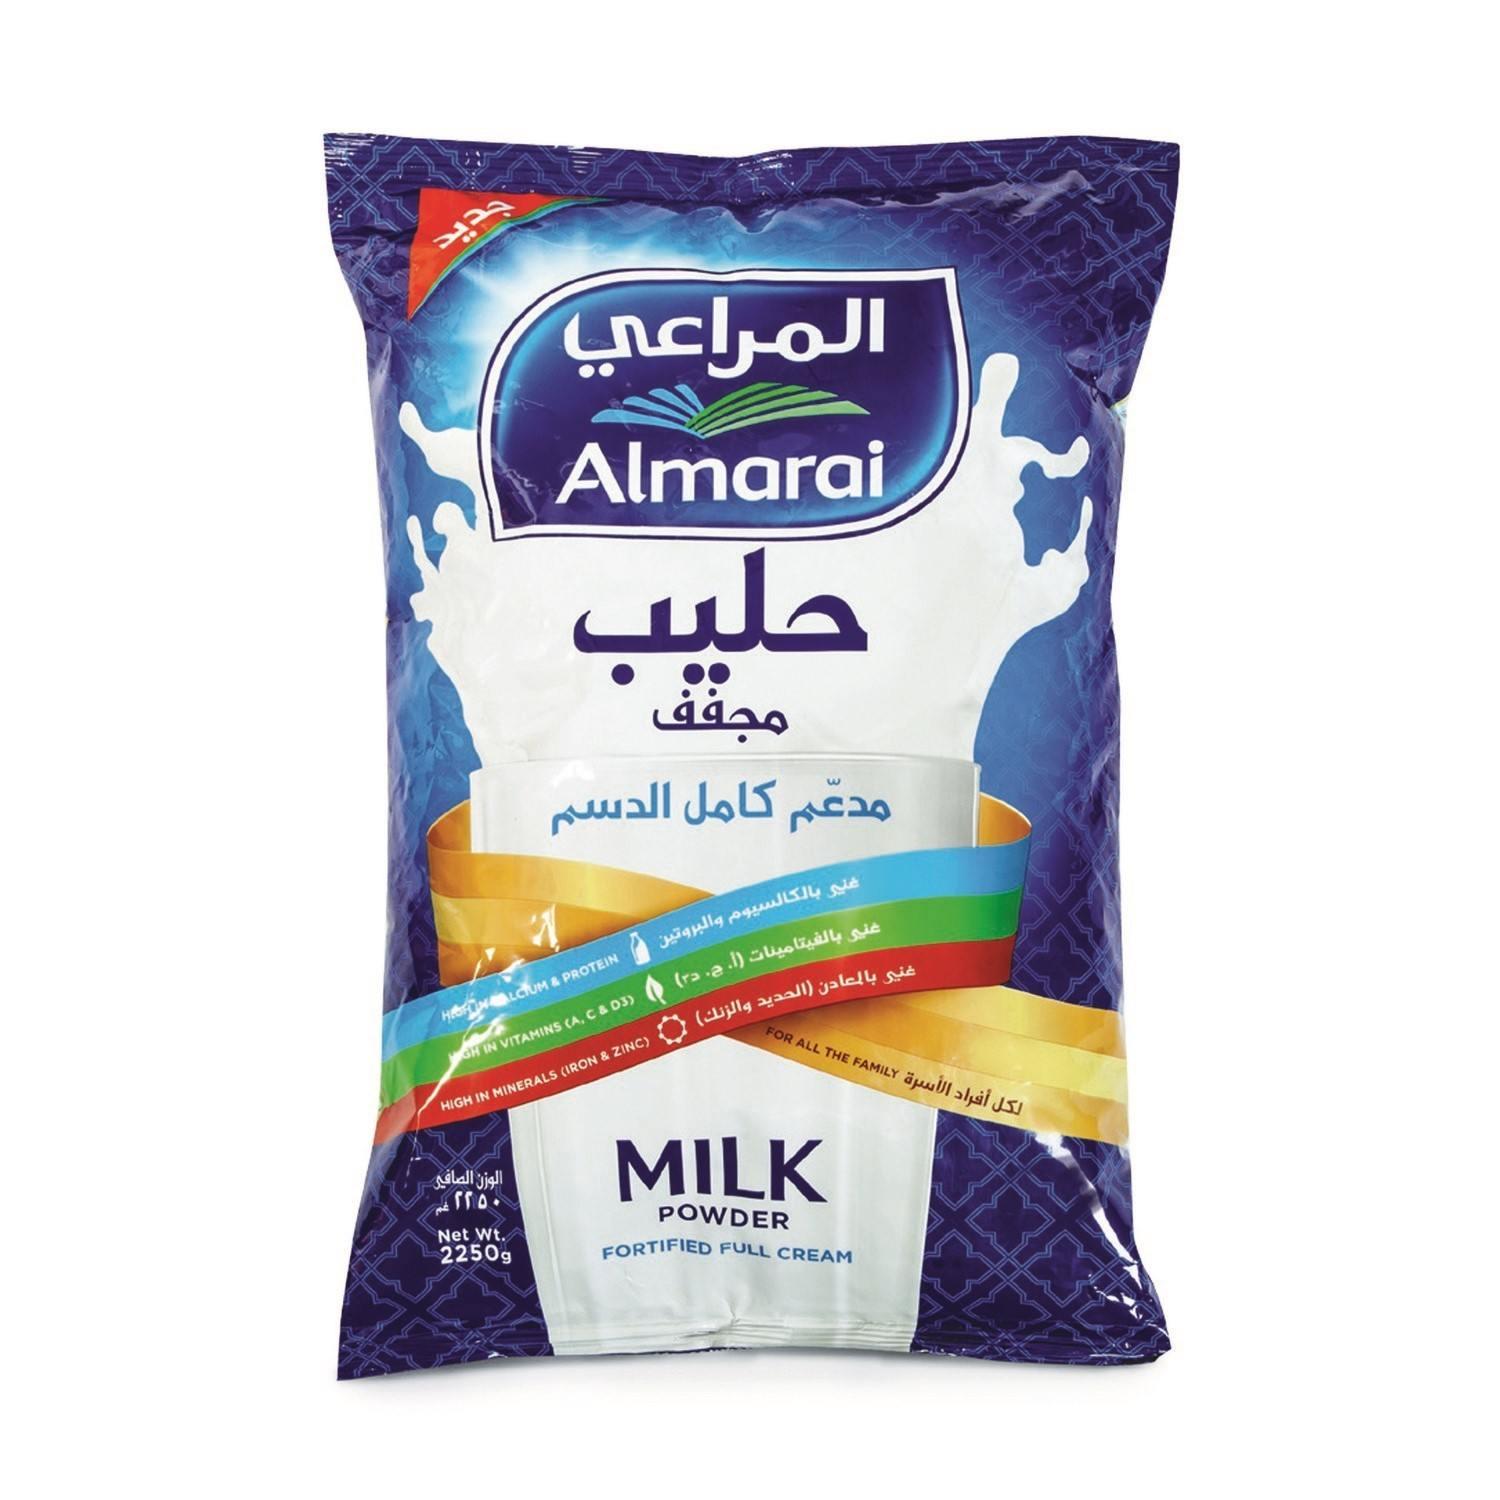 جديد
المراعي
Almarai
حليب
مجفف
مدعّم كامل الدسم
غني بالكالسيوم والبروتين
HIGH IN CALCIUM & PROTEIN
غني بالفيتامينات (أ. ج. د٣)
HIGH IN VITAMINS (A, C & D3)
غني بالمعادن (الحديد والزنك)
HIGH IN MINERALS (IRON & ZINC)
FOR ALL THE FAMILY لكل أفراد الأسرة
MILK
POWDER
FORTIFIED FULL CREAM
الوزن الصافي
٢٢٥٠ غم
Net Wt.
2250g